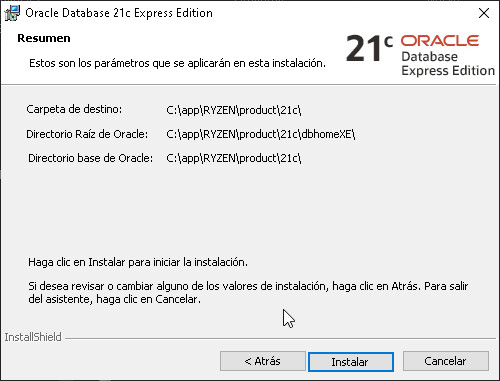 Oracle Database 21c Express Edition
Resumen
Estos son los parámetros que se aplicarán en esta instalación.
21c ORACLE
Database
Express Edition
Carpeta de destino: C:\app\RYZEN\product\21c\
Directorio Raíz de Oracle: C:\app\RYZEN\product\21c\dbhomeXE\
Directorio base de Oracle: C:\app\RYZEN\product\21c\
Haga clic en Instalar para iniciar la instalación.
Si desea revisar o cambiar alguno de los valores de instalación, haga clic en Atrás. Para salir
del asistente, haga clic en Cancelar.
InstallShield
< Atrás Instalar Cancelar